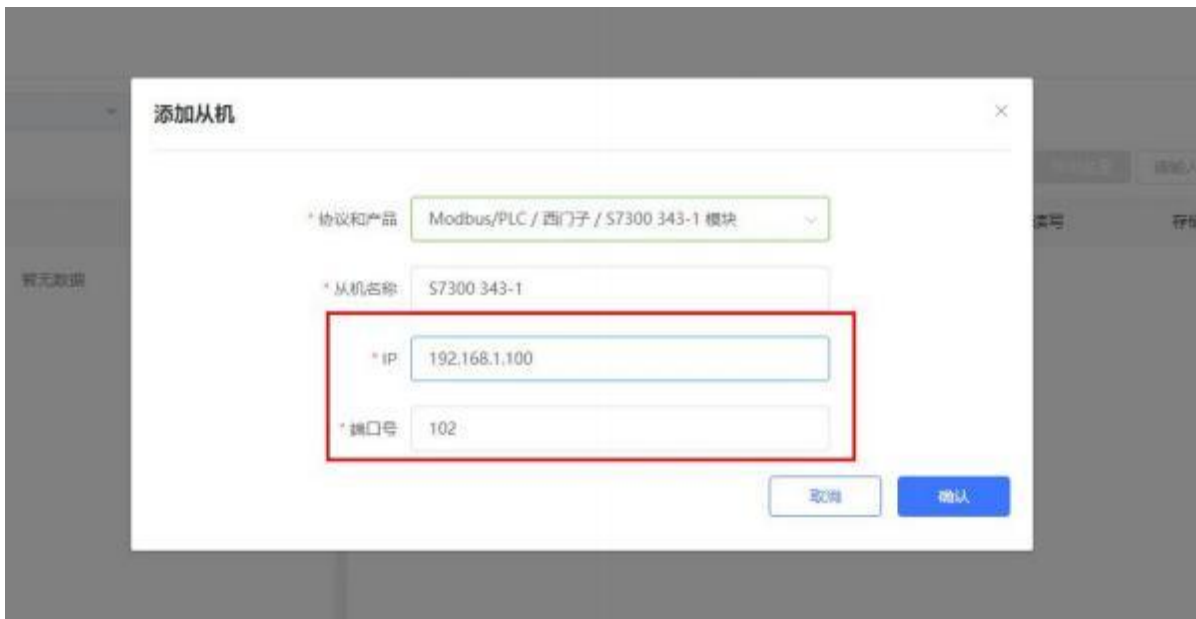 添加从机
* 协议和产品 Modbus/PLC / 西门子 / S7300 343-1 模块
暂无数据
* 从机名称 S7300 343-1
* IP 192.168.1.100
* 端口号 102
取消 确认